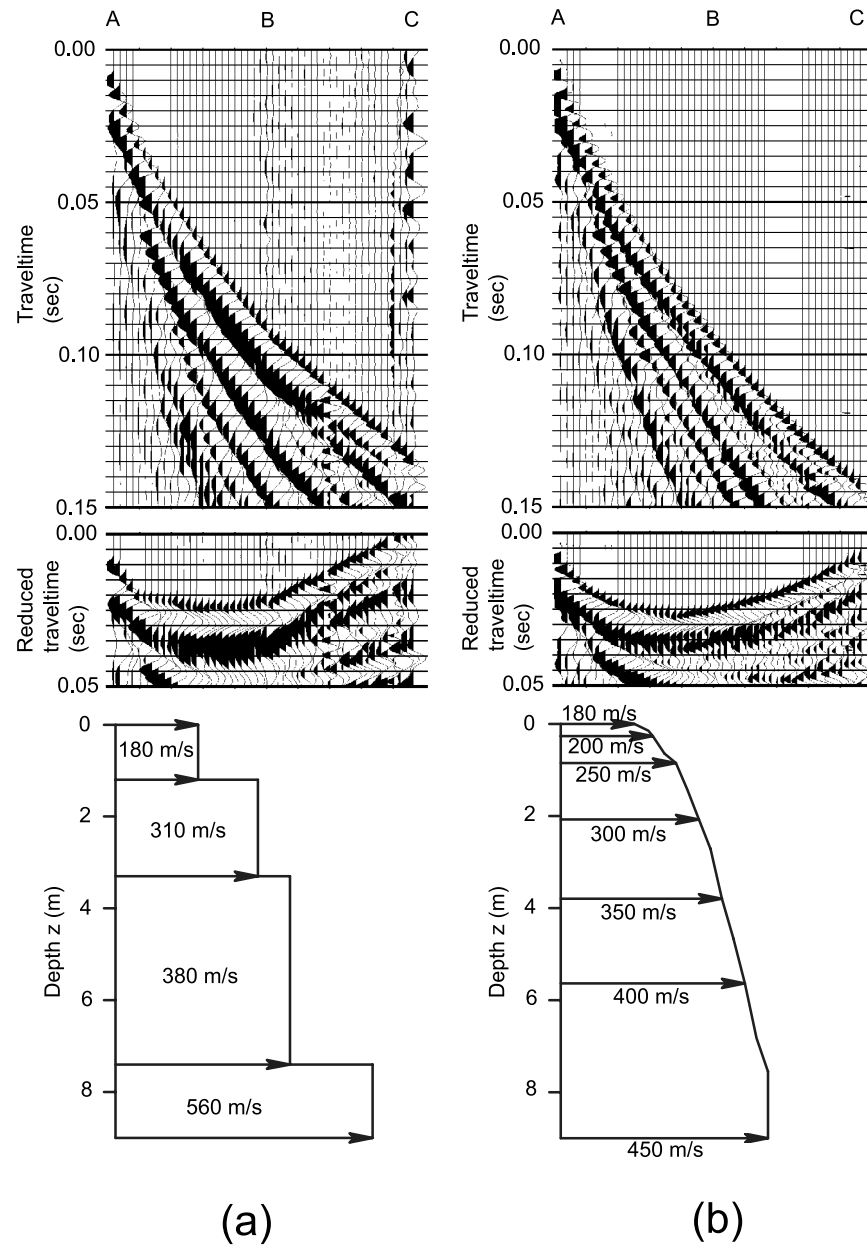 A B C
0.00
0.05
0.10
0.15
Traveltime
(sec)
0.00
0.05
Reduced
traveltime
(sec)
0
2
4
6
8
Depth z (m)
180 m/s
310 m/s
380 m/s
560 m/s
(a)
A B C
0.00
0.05
0.10
0.15
Traveltime
(sec)
0.00
0.05
Reduced
traveltime
(sec)
0
2
4
6
8
Depth z (m)
180 m/s
200 m/s
250 m/s
300 m/s
350 m/s
400 m/s
450 m/s
(b)